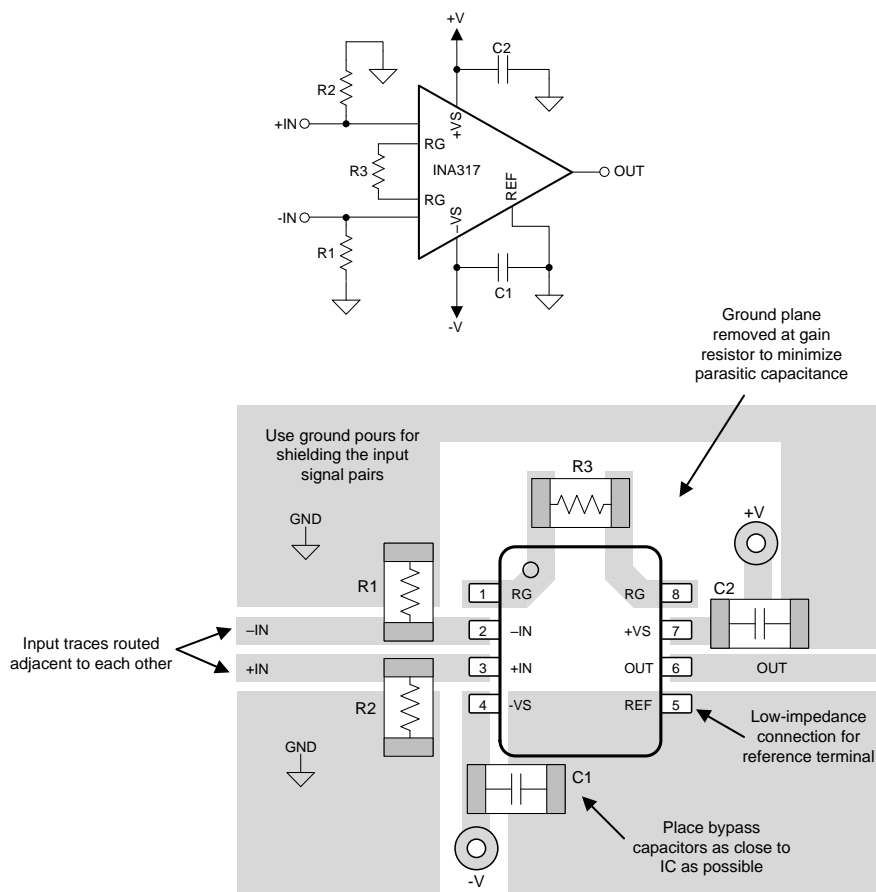 +V
C2
R2
+IN
+VS
RG
R3
INA317
OUT
RG
REF
-IN
–VS
R1
C1
-V
Ground plane
removed at gain
resistor to minimize
parasitic capacitance
Use ground pours for
shielding the input
signal pairs
R3
GND
+V
R1
C2
1
RG
RG
8
Input traces routed
adjacent to each other
–IN
2
–IN
+VS
7
+IN
3
+IN
OUT
6
OUT
R2
4
-VS
REF
5
Low-impedance
connection for
reference terminal
GND
C1
Place bypass
capacitors as close to
IC as possible
-V